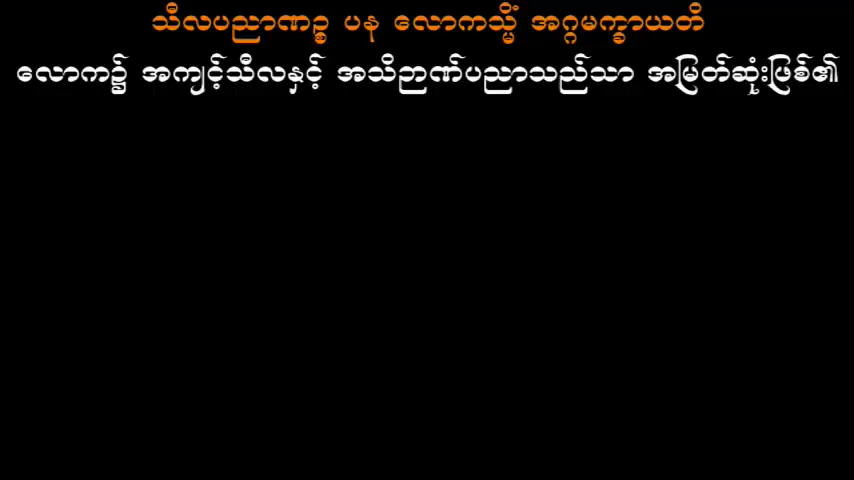 သီလပညာဏဉ္စ ပန လောကသ္မိံ အဂ္ဂမက္ခာယတိ
လောက၌ အကျင့်သီလနှင့် အသိဉာဏ်ပညာသည်သာ အမြတ်ဆုံးဖြစ်၏